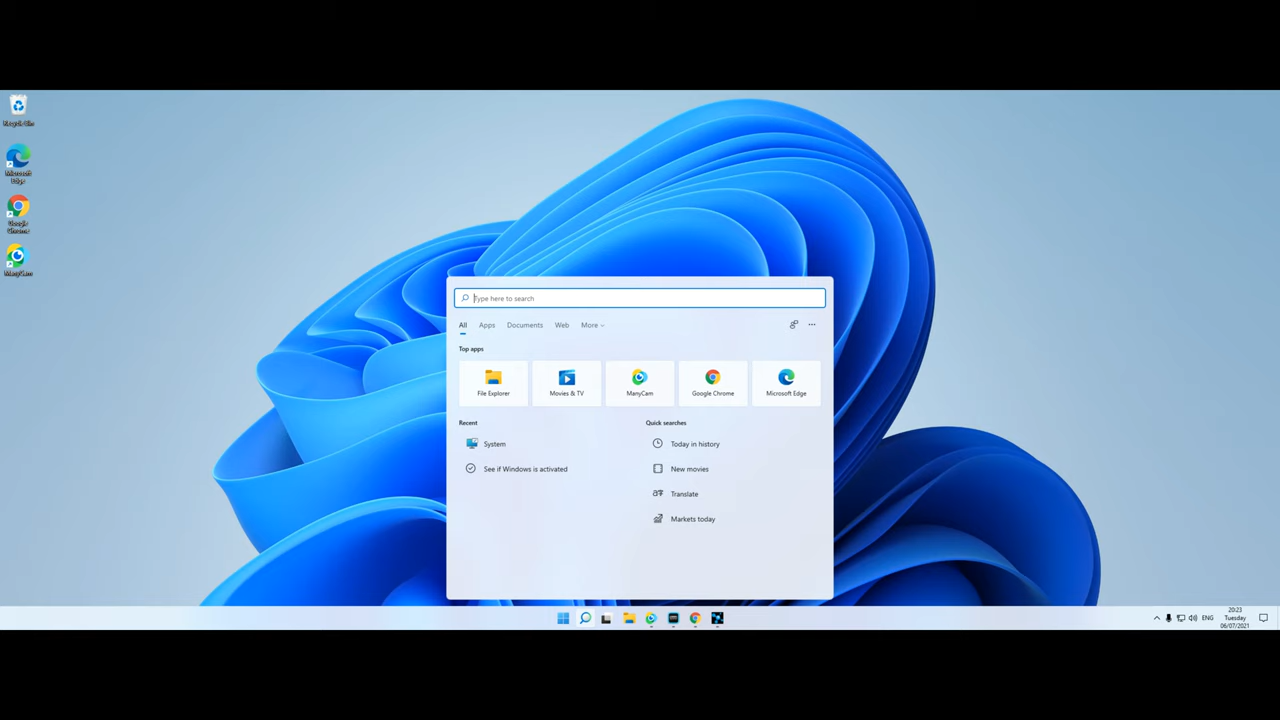 Recycle Bin
Microsoft
Edge
Google
Chrome
ManyCam
Type here to search
All Apps Documents Web More
Top apps
File Explorer Movies & TV ManyCam Google Chrome Microsoft Edge
Recent Quick searches
System Today in history
See if Windows is activated New movies
Translate
Markets today
20:23
ENG Tuesday
06/07/2021